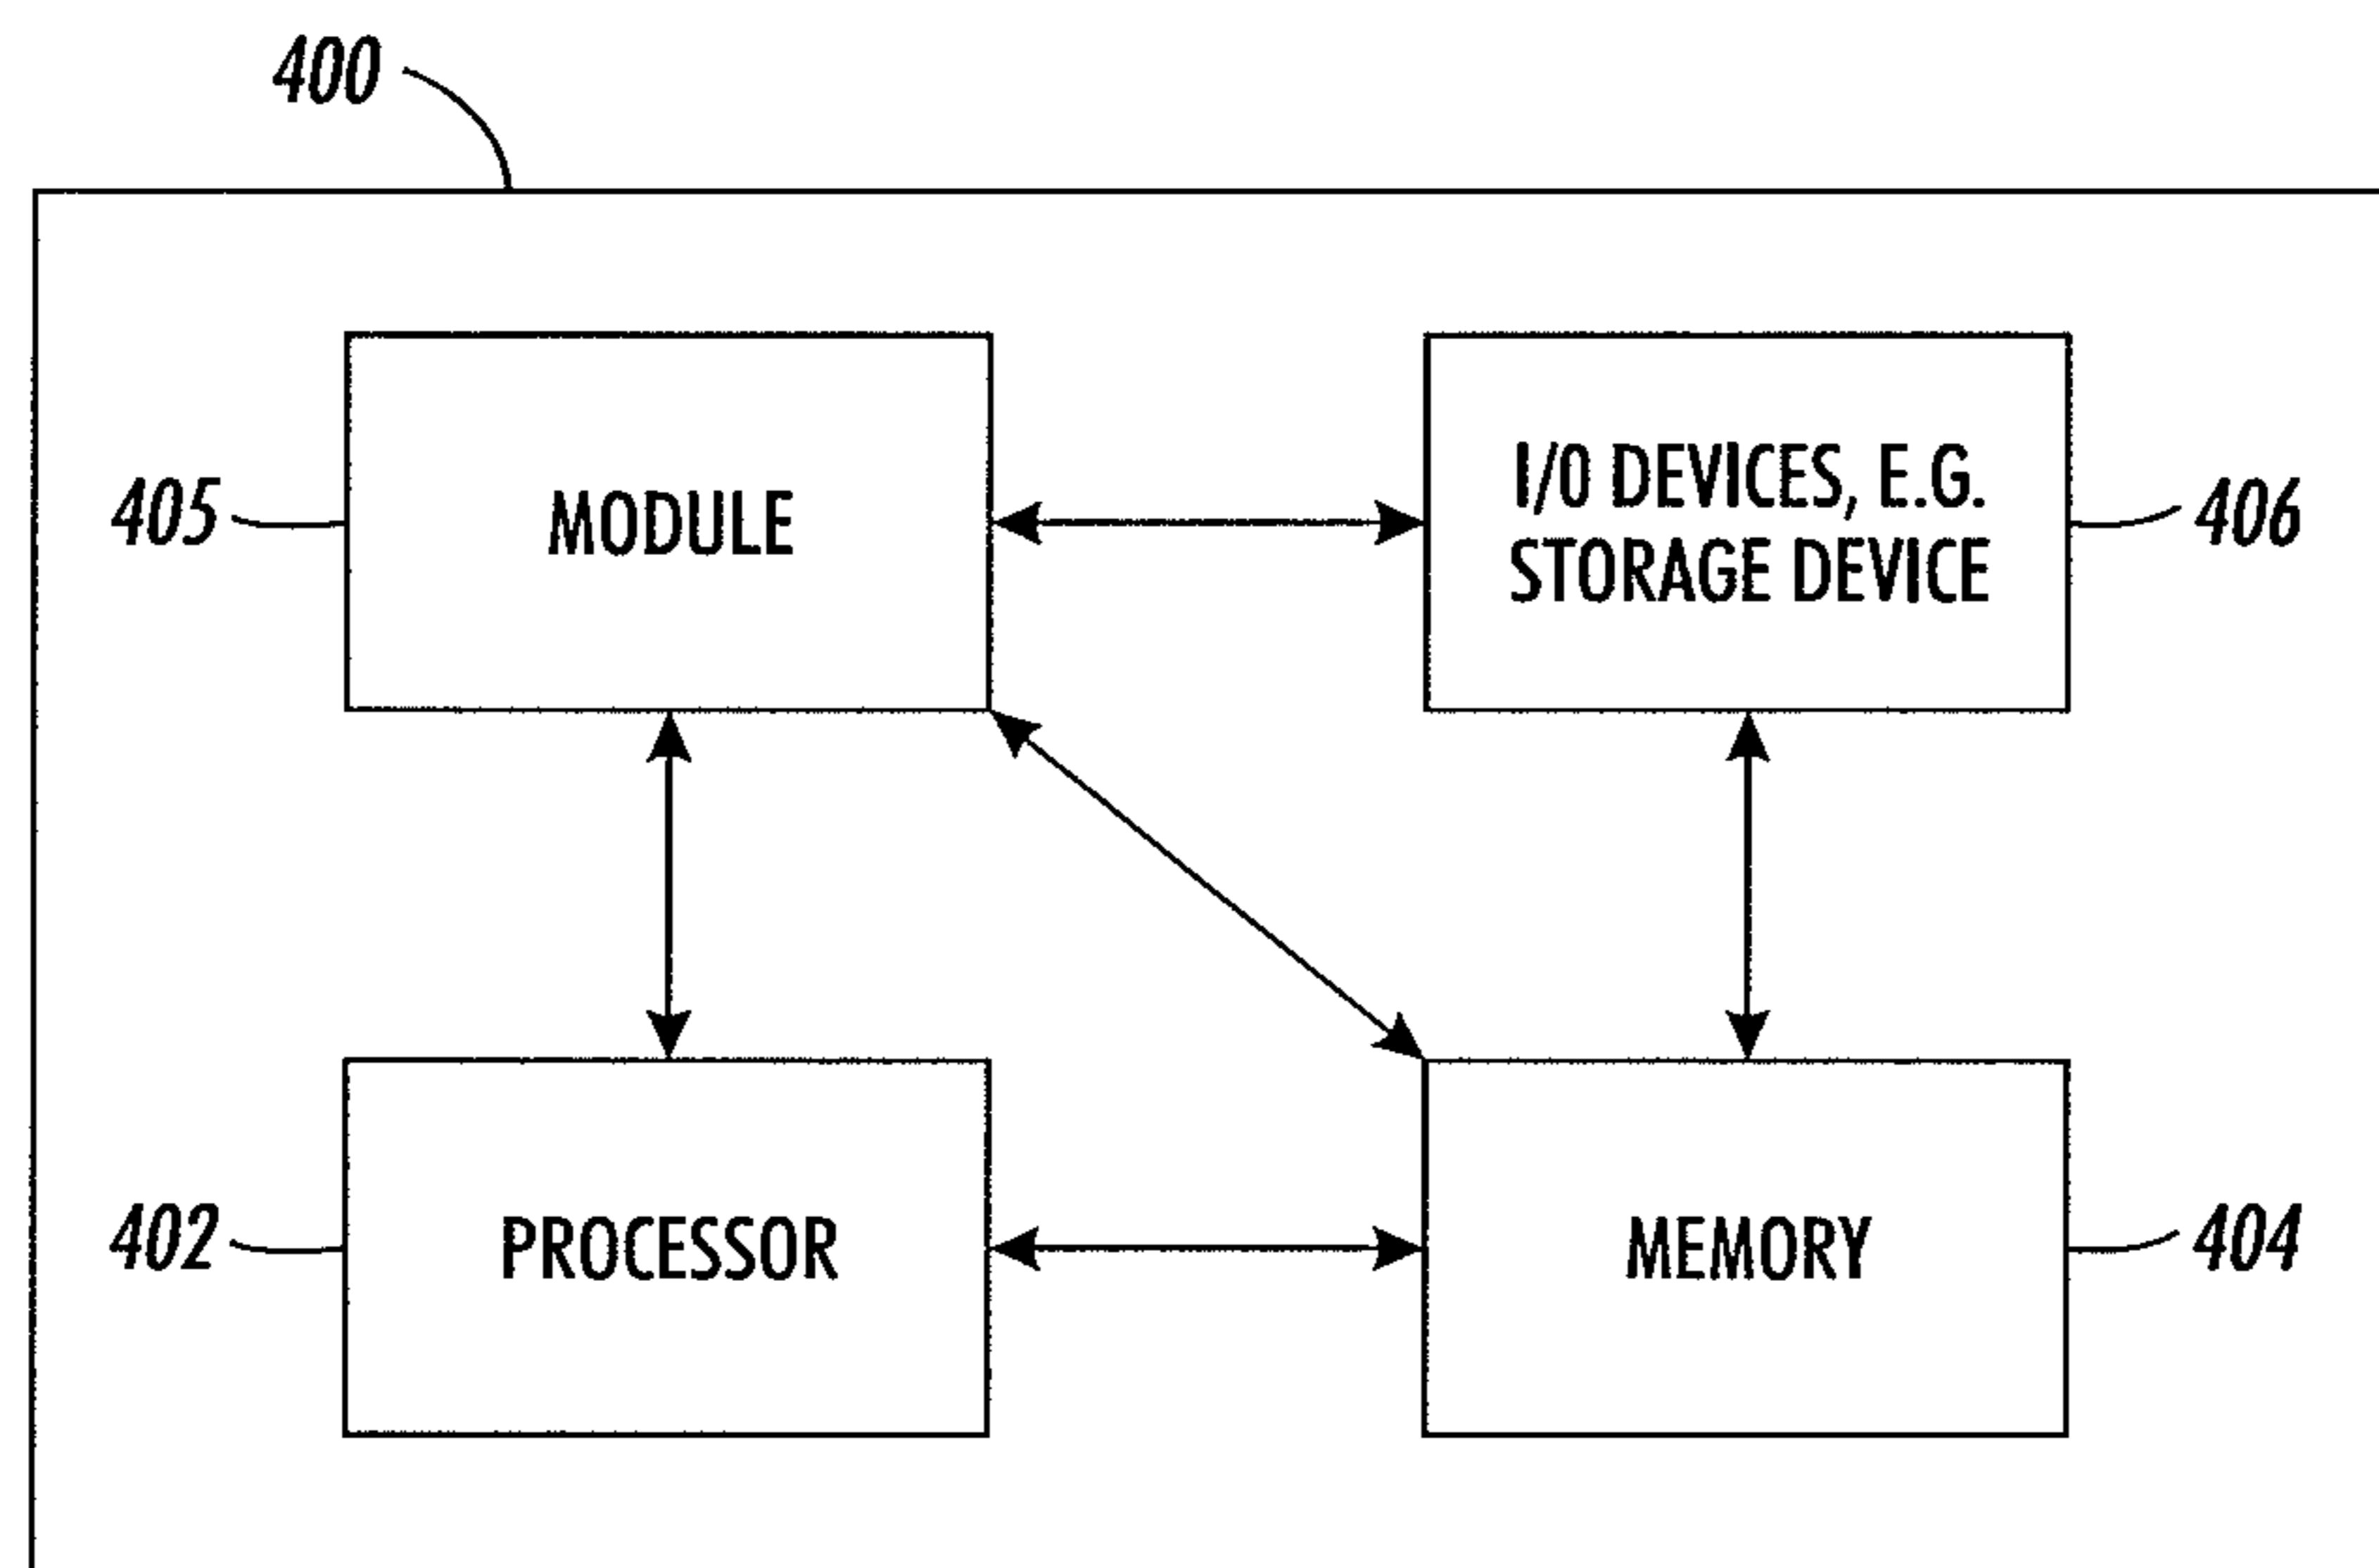 400
405
MODULE
I/O DEVICES, E.G.
STORAGE DEVICE
406
402
PROCESSOR
MEMORY
404